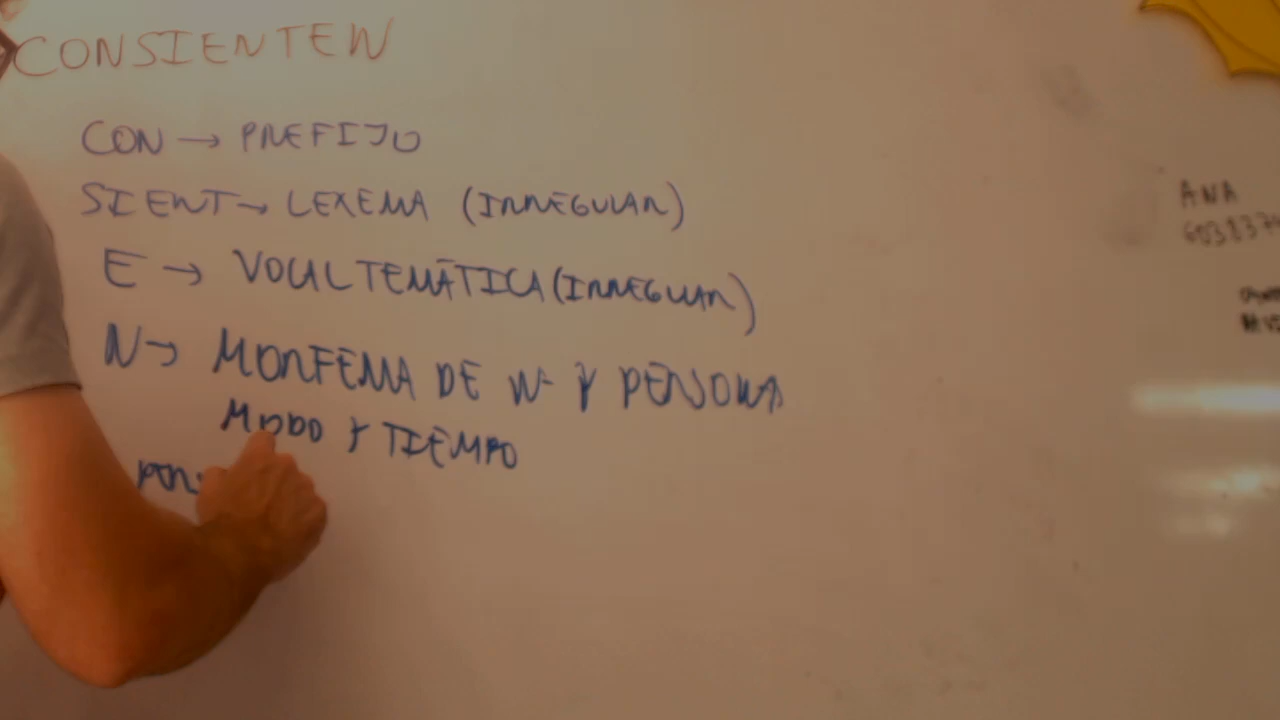 CONSIENTEN
CON → PREFIJO
SIENT → LEXEMA (IRREGULAR)
E → VOCAL TEMÁTICA (IRREGULAR)
N → MORFEMA DE Nº Y PERSONA
MODO Y TIEMPO
ANA